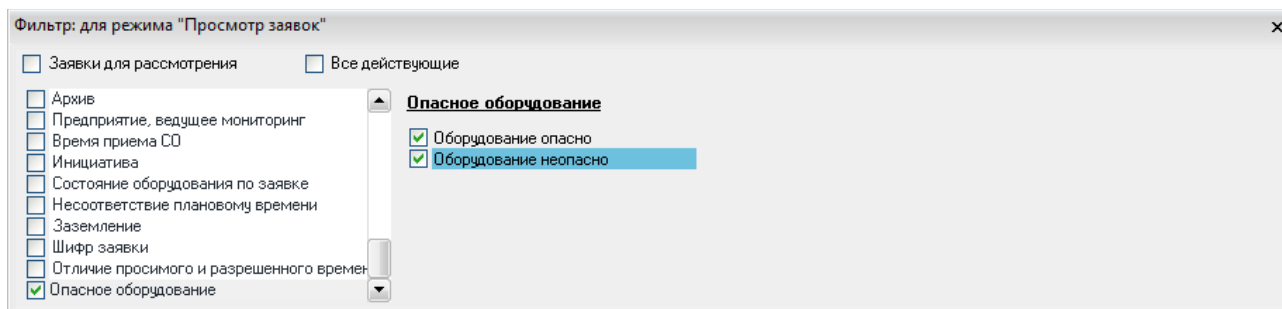 Фильтр: для режима "Просмотр заявок"
Заявки для рассмотрения
Все действующие
Архив
Предприятие, ведущее мониторинг
Время приема СО
Инициатива
Состояние оборудования по заявке
Несоответствие плановому времени
Заземление
Шифр заявки
Отличие просимого и разрешенного времен
Опасное оборудование
Опасное оборудование
Оборудование опасно
Оборудование неопасно